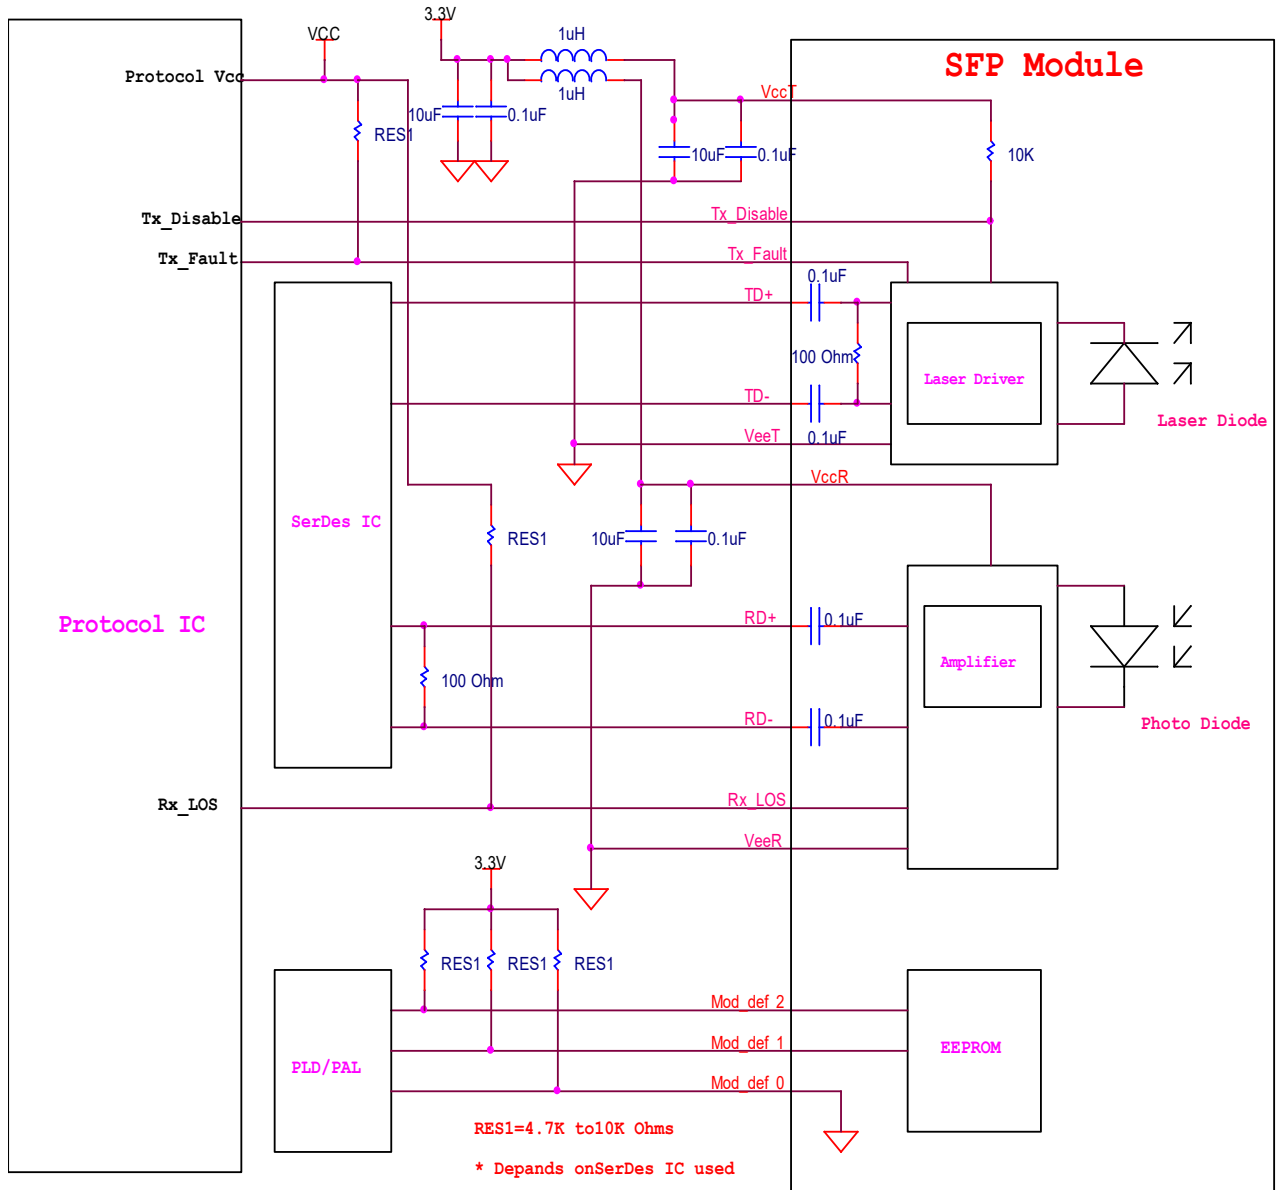 3.3V
VCC
1uH
SFP Module
Protocol Vcc
1uH
VccT
10uF
0.1uF
RES1
10uF
0.1uF
10K
Tx_Disable
Tx_Disable
Tx_Fault
Tx_Fault
0.1uF
TD+
100 Ohm
Laser Driver
TD-
Laser Diode
VeeT
0.1uF
VccR
SerDes IC
RES1
10uF
0.1uF
Protocol IC
RD+
0.1uF
Amplifier
100 Ohm
RD-
0.1uF
Photo Diode
Rx_LOS
Rx_LOS
VeeR
3.3V
RES1
RES1
RES1
Mod_def 2
Mod_def 1
EEPROM
PLD/PAL
Mod_def 0
RES1=4.7K to10K Ohms
* Depands onSerDes IC used